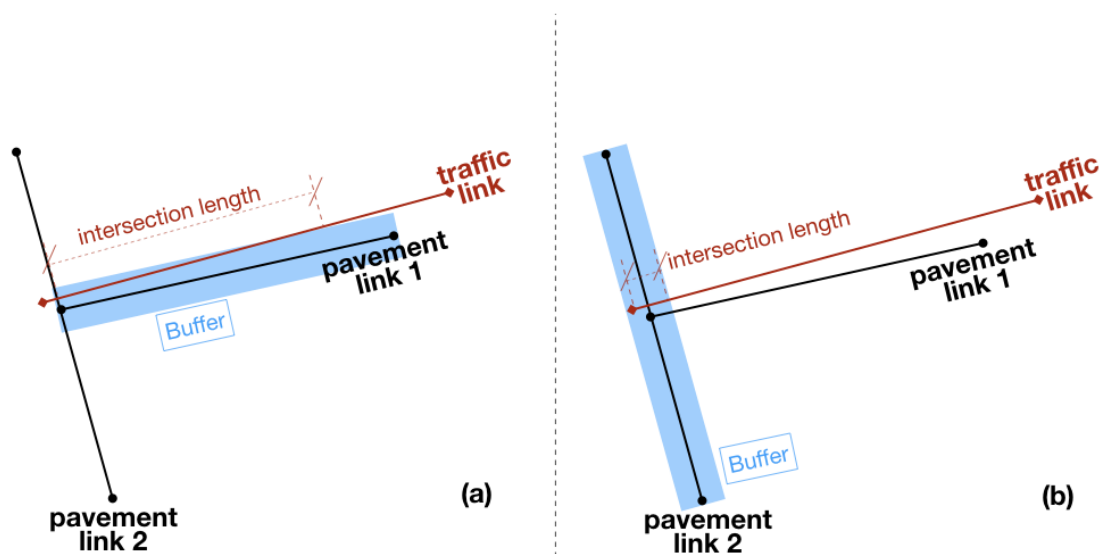 traffic
link
intersection length
pavement
link 1
Buffer
pavement
link 2
(a)
traffic
link
intersection length
pavement
link 1
Buffer
pavement
link 2
(b)